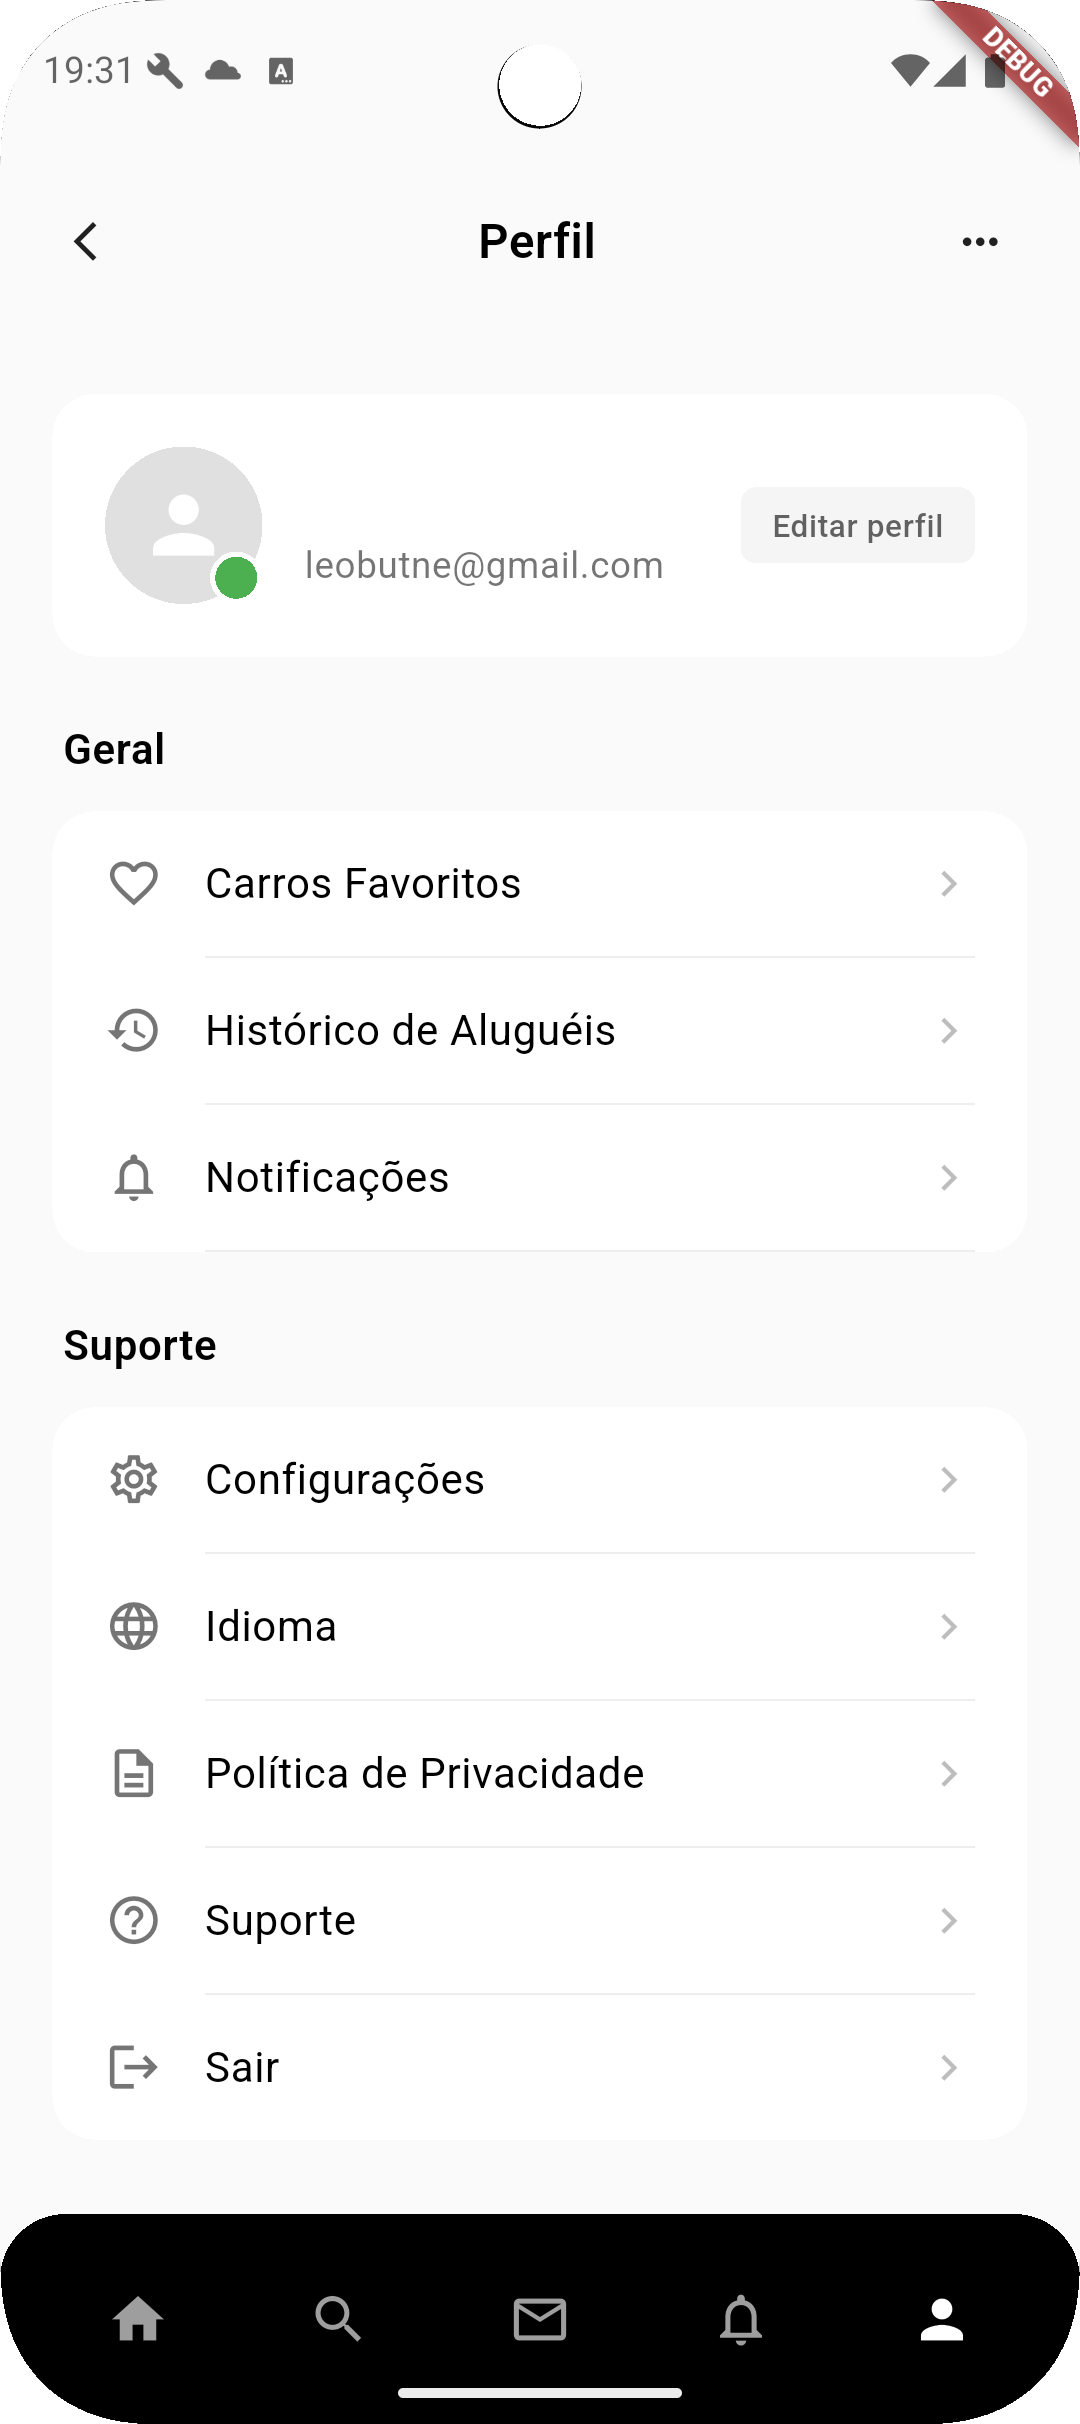 19:31
DEBUG
Perfil
leobutne@gmail.com
Editar perfil
Geral
Carros Favoritos
Histórico de Aluguéis
Notificações
Suporte
Configurações
Idioma
Política de Privacidade
Suporte
Sair